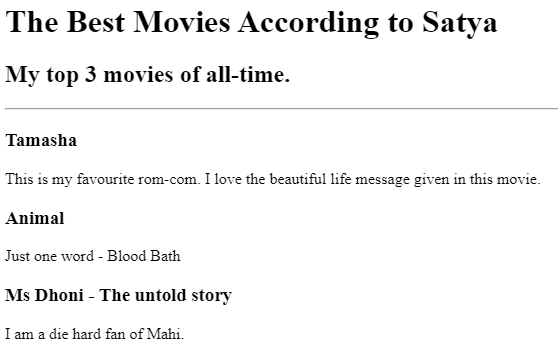 The Best Movies According to Satya
My top 3 movies of all-time.
Tamasha
This is my favourite rom-com. I love the beautiful life message given in this movie.
Animal
Just one word - Blood Bath
Ms Dhoni - The untold story
I am a die hard fan of Mahi.